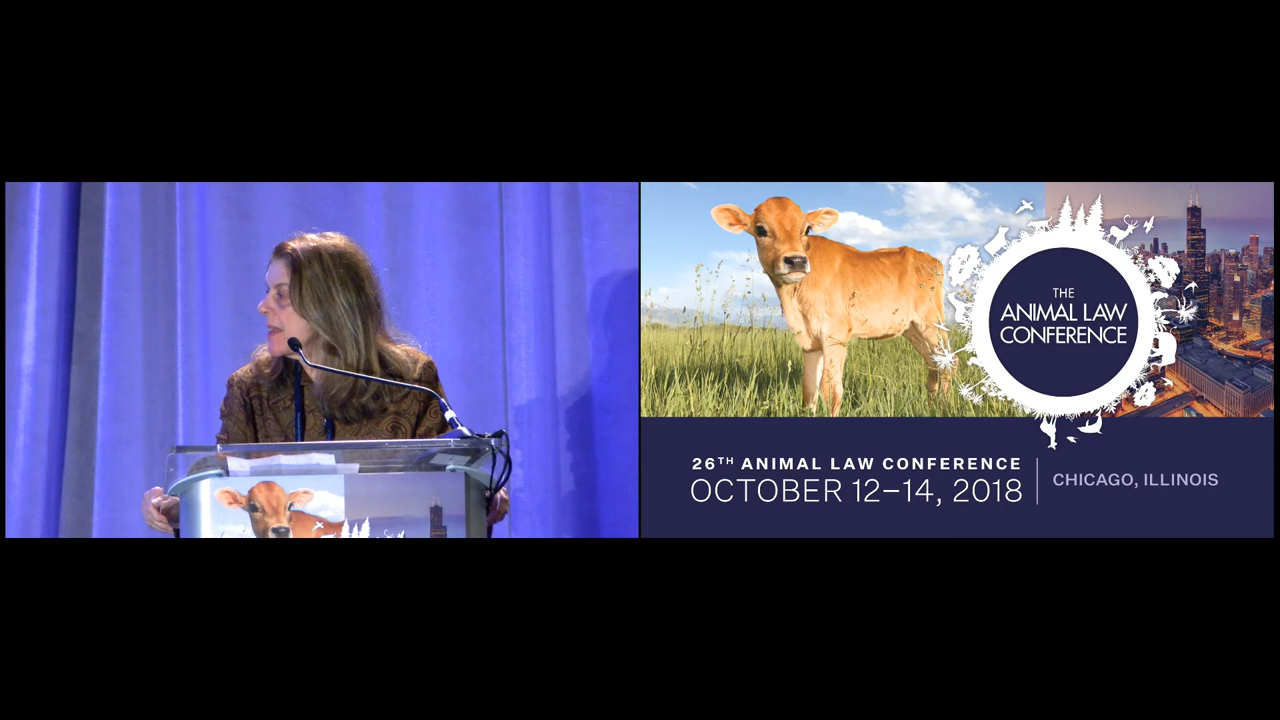 THE
ANIMAL LAW
CONFERENCE
26TH ANIMAL LAW CONFERENCE
OCTOBER 12–14, 2018
CHICAGO, ILLINOIS